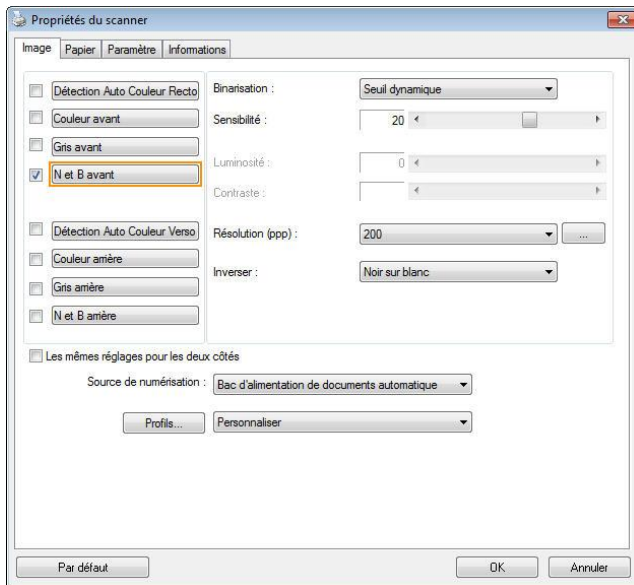 Propriétés du scanner
Image Papier Paramètre Informations
Détection Auto Couleur Recto
Couleur avant
Gris avant
N et B avant
Détection Auto Couleur Verso
Couleur arrière
Gris arrière
N et B arrière
Binarisation : Seuil dynamique
Sensibilité : 20
Luminosité : 0
Contraste :
Résolution (ppp) : 200 ...
Inverser : Noir sur blanc
Les mêmes réglages pour les deux côtés
Source de numérisation : Bac d'alimentation de documents automatique
Profils... Personnaliser
Par défaut OK Annuler